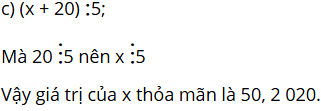 c) (x + 20) ⋮5;
Mà 20 ⋮5 nên x ⋮5
Vậy giá trị của x thỏa mãn là 50, 2 020.